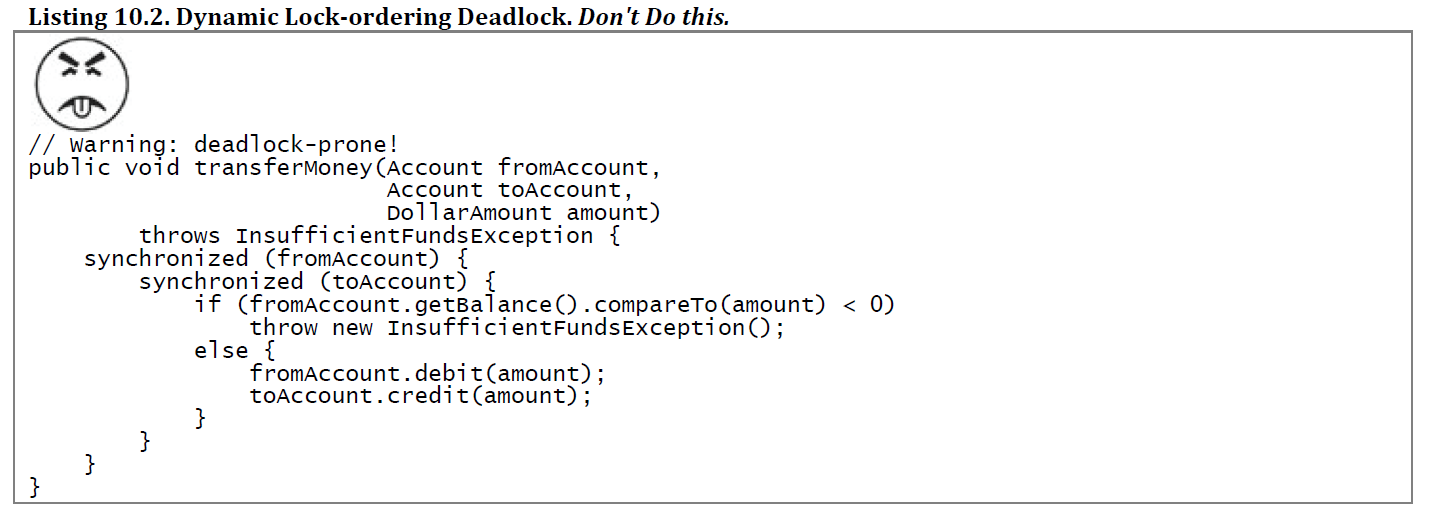 Listing 10.2. Dynamic Lock-ordering Deadlock. Don't Do this.
// Warning: deadlock-prone!
public void transferMoney(Account fromAccount,
                          Account toAccount,
                          DollarAmount amount)
        throws InsufficientFundsException {
    synchronized (fromAccount) {
        synchronized (toAccount) {
            if (fromAccount.getBalance().compareTo(amount) < 0)
                throw new InsufficientFundsException();
            else {
                fromAccount.debit(amount);
                toAccount.credit(amount);
            }
        }
    }
}